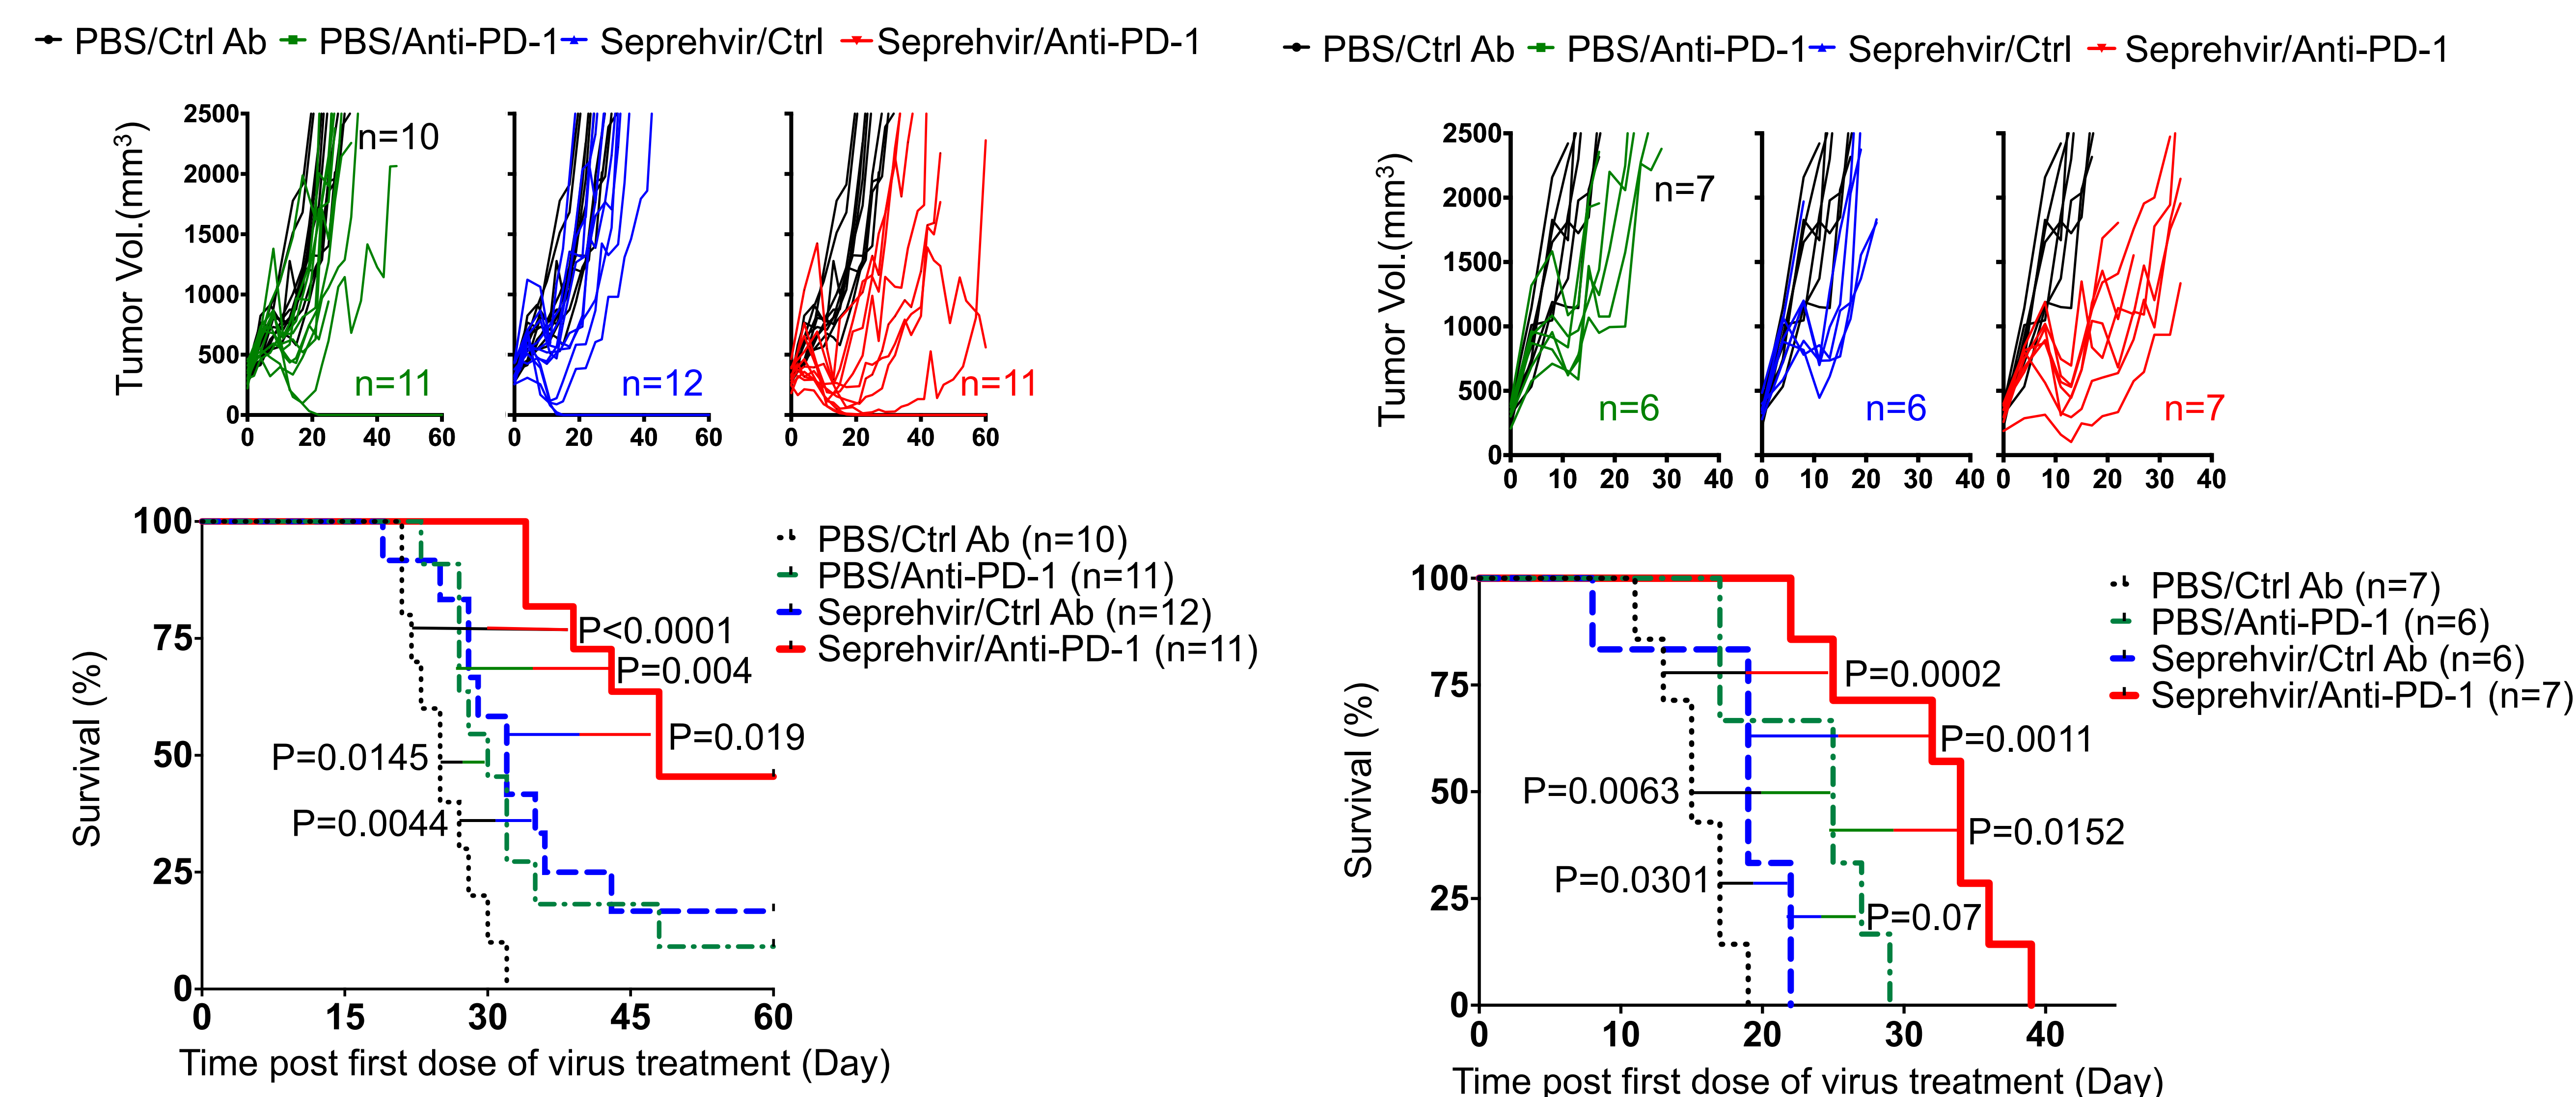 PBS/Ctrl Ab PBS/Anti-PD-1 Seprehvir/Ctrl Seprehvir/Anti-PD-1
Tumor Vol.(mm3)
2500
2000
1500
1000
500
0
n=10
n=11
n=12
n=11
0 20 40 60
0 20 40 60
0 20 40 60
Survival (%)
100
75
50
25
0
PBS/Ctrl Ab (n=10)
PBS/Anti-PD-1 (n=11)
Seprehvir/Ctrl Ab (n=12)
Seprehvir/Anti-PD-1 (n=11)
P<0.0001
P=0.004
P=0.019
P=0.0145
P=0.0044
0 15 30 45 60
Time post first dose of virus treatment (Day)
PBS/Ctrl Ab PBS/Anti-PD-1 Seprehvir/Ctrl Seprehvir/Anti-PD-1
Tumor Vol.(mm3)
2500
2000
1500
1000
500
0
n=7
n=6
n=6
n=7
0 10 20 30 40
0 10 20 30 40
0 10 20 30 40
Survival (%)
100
75
50
25
0
PBS/Ctrl Ab (n=7)
PBS/Anti-PD-1 (n=6)
Seprehvir/Ctrl Ab (n=6)
Seprehvir/Anti-PD-1 (n=7)
P=0.0002
P=0.0011
P=0.0063
P=0.0152
P=0.0301
P=0.07
0 10 20 30 40
Time post first dose of virus treatment (Day)